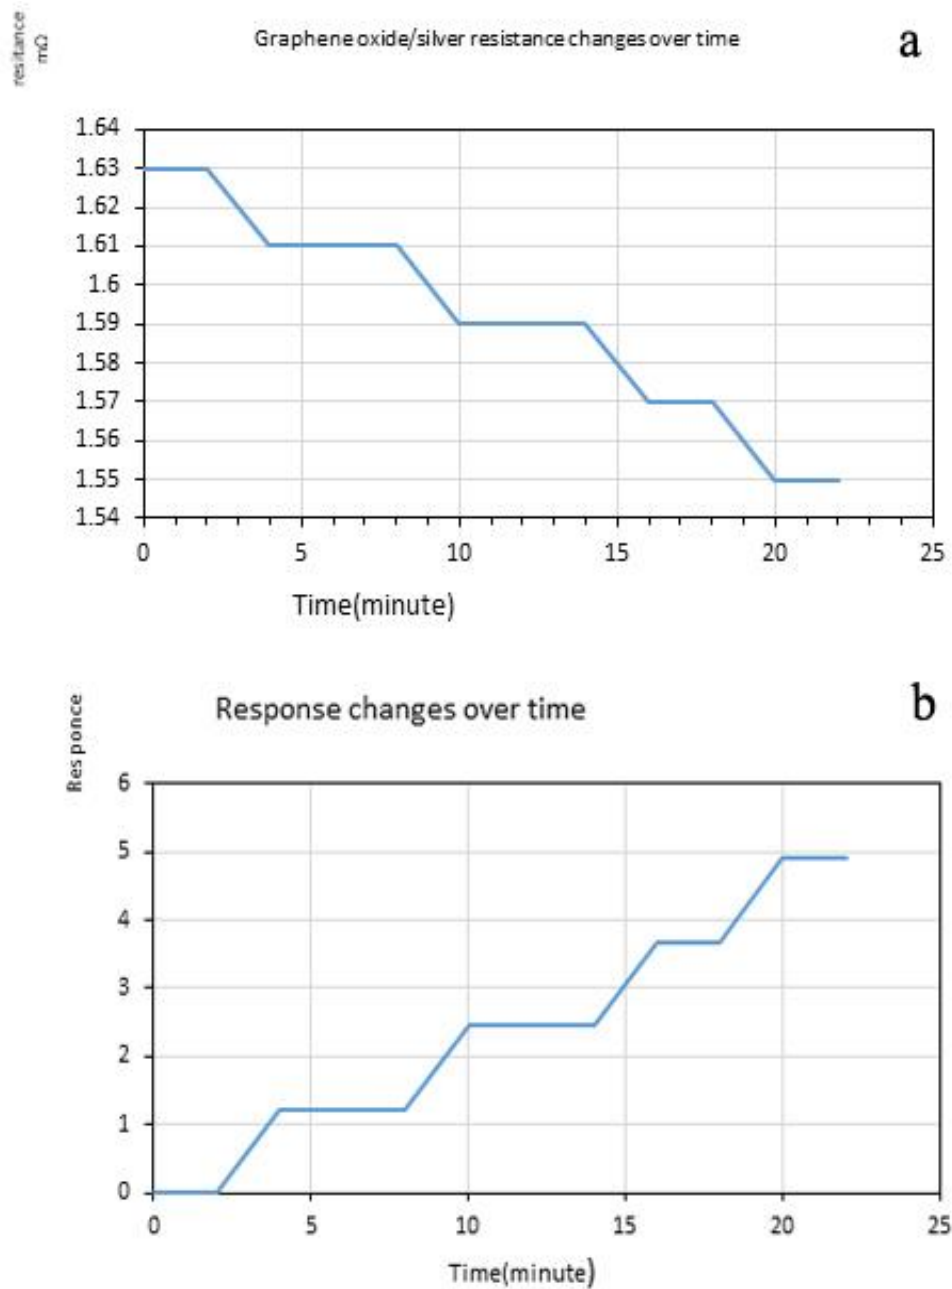 resitance
mΩ
Graphene oxide/silver resistance changes over time
a
1.64
1.63
1.62
1.61
1.6
1.59
1.58
1.57
1.56
1.55
1.54
0 5 10 15 20 25
Time(minute)
Response changes over time
b
Responce
6
5
4
3
2
1
0
0 5 10 15 20 25
Time(minute)